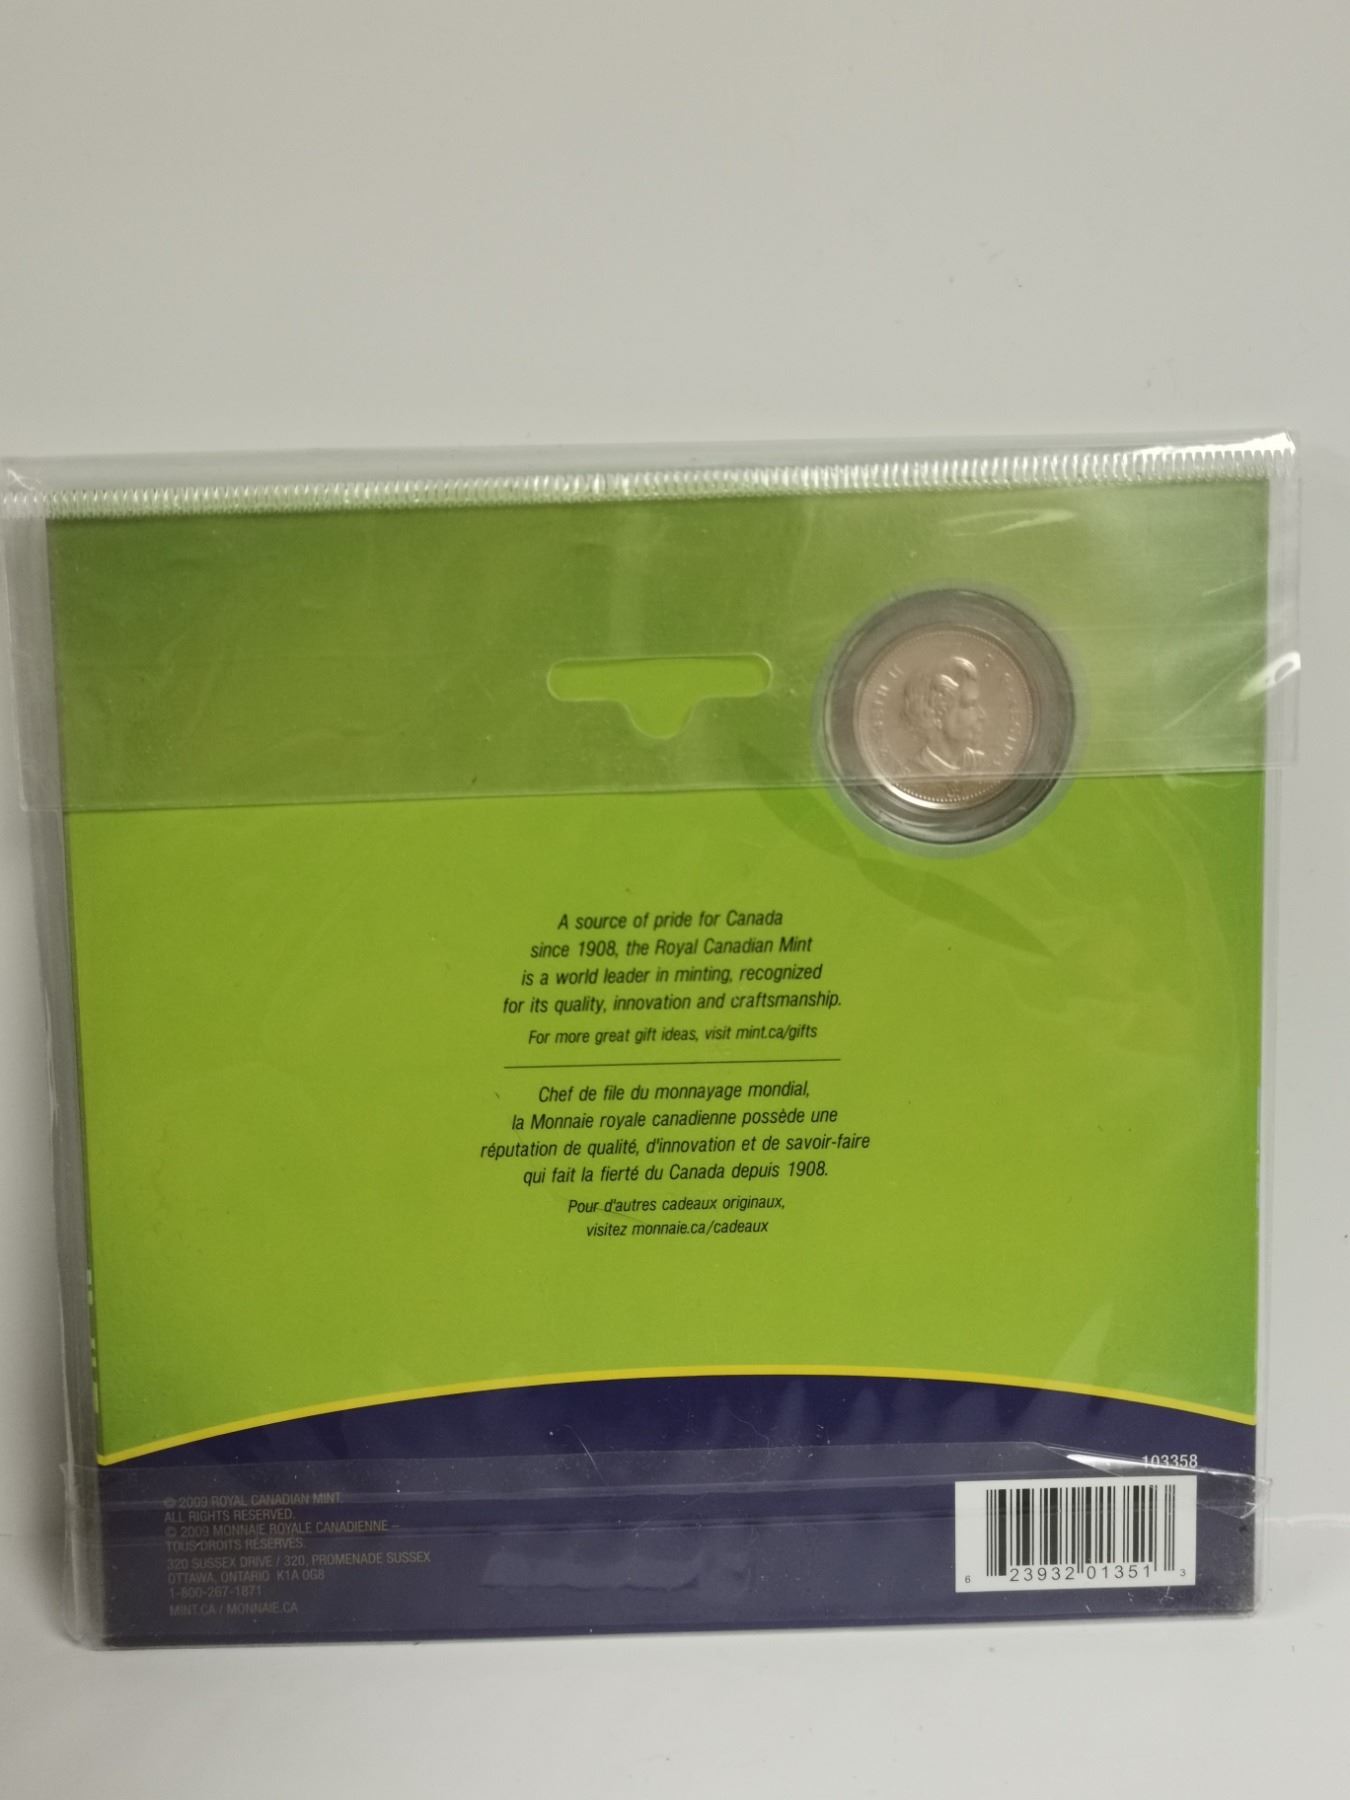 ELIZABETH II
A source of pride for Canada
since 1908, the Royal Canadian Mint
is a world leader in minting, recognized
for its quality, innovation and craftsmanship.
For more great gift ideas, visit mint.ca/gifts
Chef de file du monnayage mondial,
la Monnaie royale canadienne possède une
réputation de qualité, d'innovation et de savoir-faire
qui fait la fierté du Canada depuis 1908.
Pour d'autres cadeaux originaux,
visitez monnaie.ca/cadeaux
103358
© 2009 ROYAL CANADIAN MINT.
ALL RIGHTS RESERVED.
© 2009 MONNAIE ROYALE CANADIENNE –
TOUS DROITS RÉSERVÉS.
320 SUSSEX DRIVE / 320, PROMENADE SUSSEX
OTTAWA, ONTARIO K1A 0G8
1-800-267-1871
MINT.CA / MONNAIE.CA
6 23932 01351 3